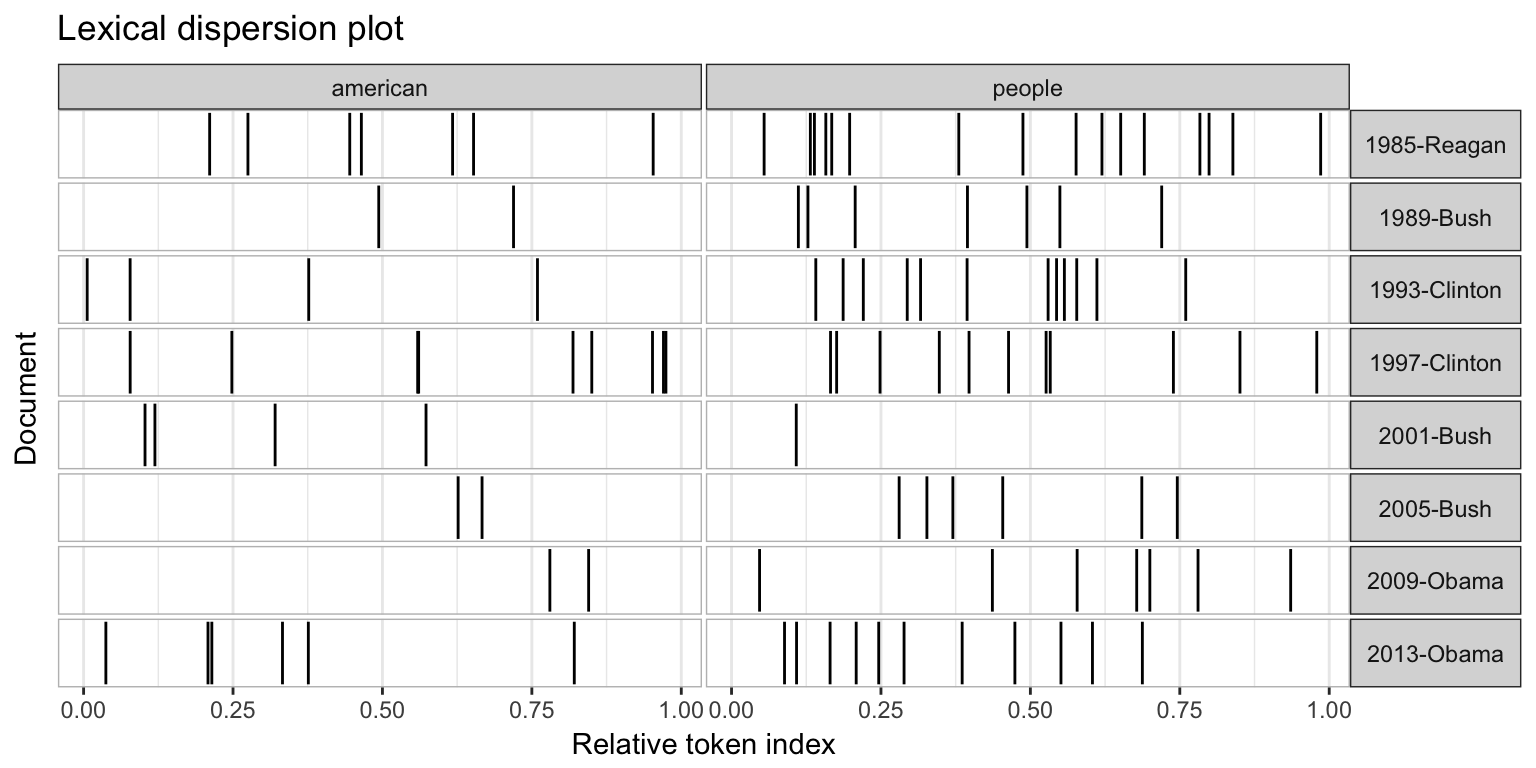 Lexical dispersion plot
american people
1985-Reagan
1989-Bush
1993-Clinton
1997-Clinton
2001-Bush
2005-Bush
2009-Obama
2013-Obama
Document
0.00 0.25 0.50 0.75 1.00 0.00 0.25 0.50 0.75 1.00
Relative token index